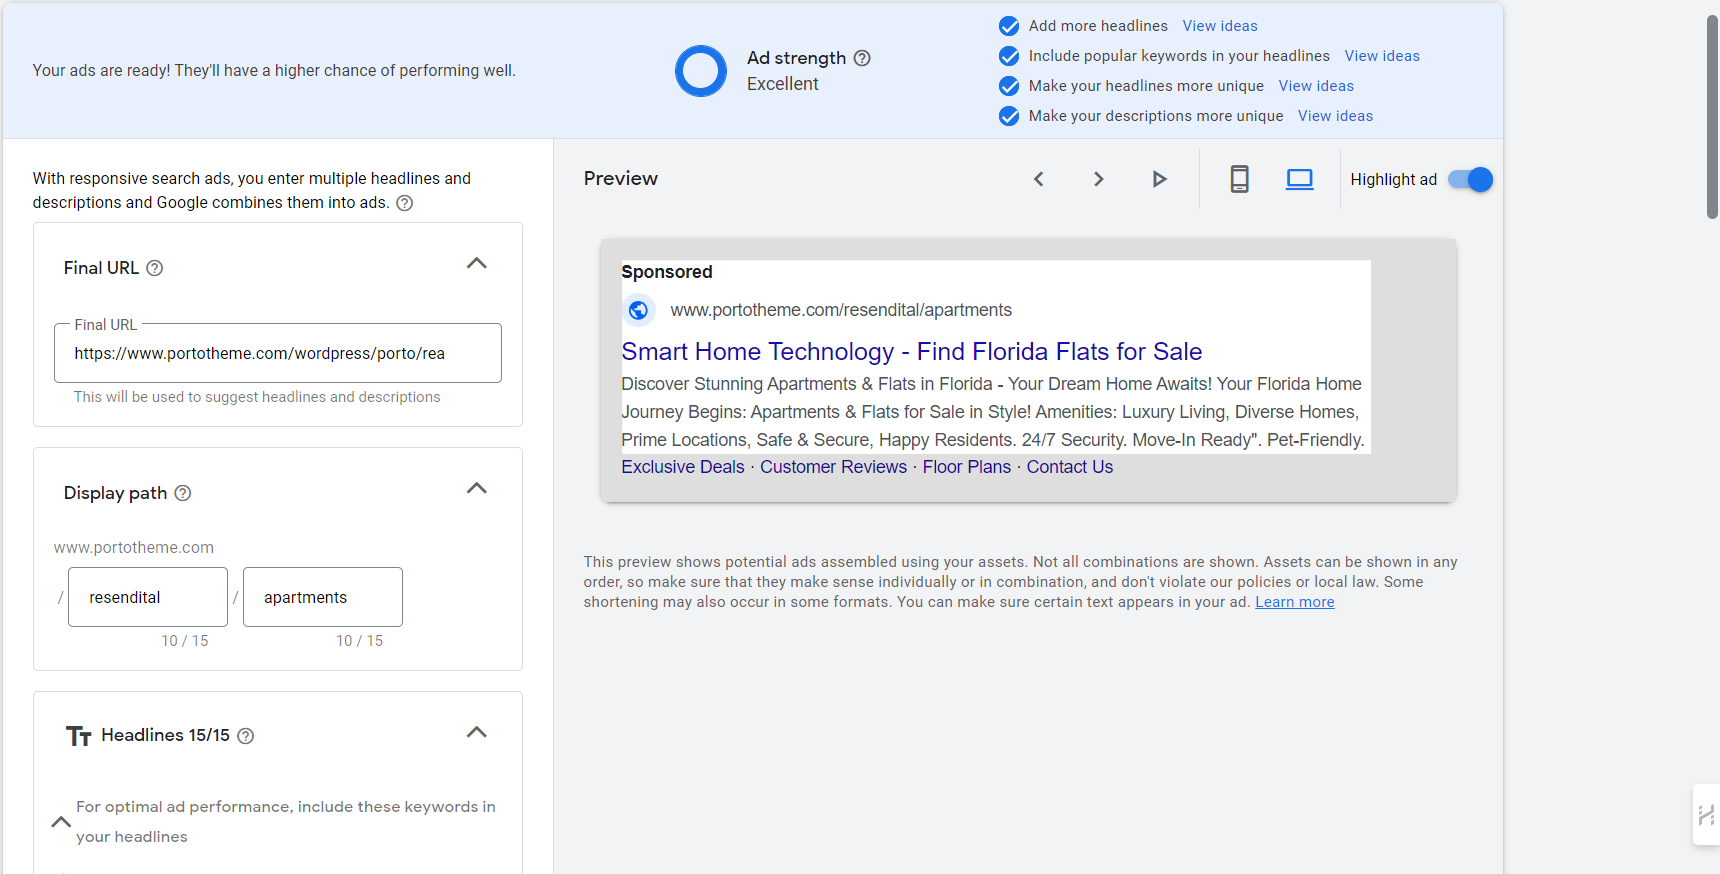 Your ads are ready! They'll have a higher chance of performing well.
Ad strength
Excellent
Add more headlines View ideas
Include popular keywords in your headlines View ideas
Make your headlines more unique View ideas
Make your descriptions more unique View ideas
With responsive search ads, you enter multiple headlines and
descriptions and Google combines them into ads.
Final URL
Final URL
https://www.portotheme.com/wordpress/porto/rea
This will be used to suggest headlines and descriptions
Display path
www.portotheme.com
/ resendital / apartments
10 / 15 10 / 15
Headlines 15/15
For optimal ad performance, include these keywords in
your headlines
Preview
Highlight ad
Sponsored
www.portotheme.com/resendital/apartments
Smart Home Technology - Find Florida Flats for Sale
Discover Stunning Apartments & Flats in Florida - Your Dream Home Awaits! Your Florida Home
Journey Begins: Apartments & Flats for Sale in Style! Amenities: Luxury Living, Diverse Homes,
Prime Locations, Safe & Secure, Happy Residents. 24/7 Security. Move-In Ready". Pet-Friendly.
Exclusive Deals · Customer Reviews · Floor Plans · Contact Us
This preview shows potential ads assembled using your assets. Not all combinations are shown. Assets can be shown in any
order, so make sure that they make sense individually or in combination, and don't violate our policies or local law. Some
shortening may also occur in some formats. You can make sure certain text appears in your ad. Learn more